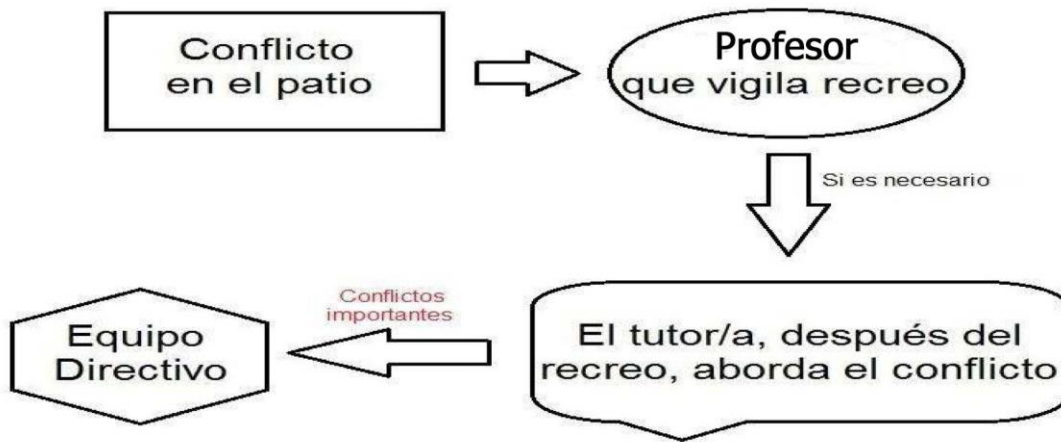 Conflicto
en el patio
Profesor
que vigila recreo
Si es necesario
El tutor/a, después del
recreo, aborda el conflicto
Conflictos
importantes
Equipo
Directivo